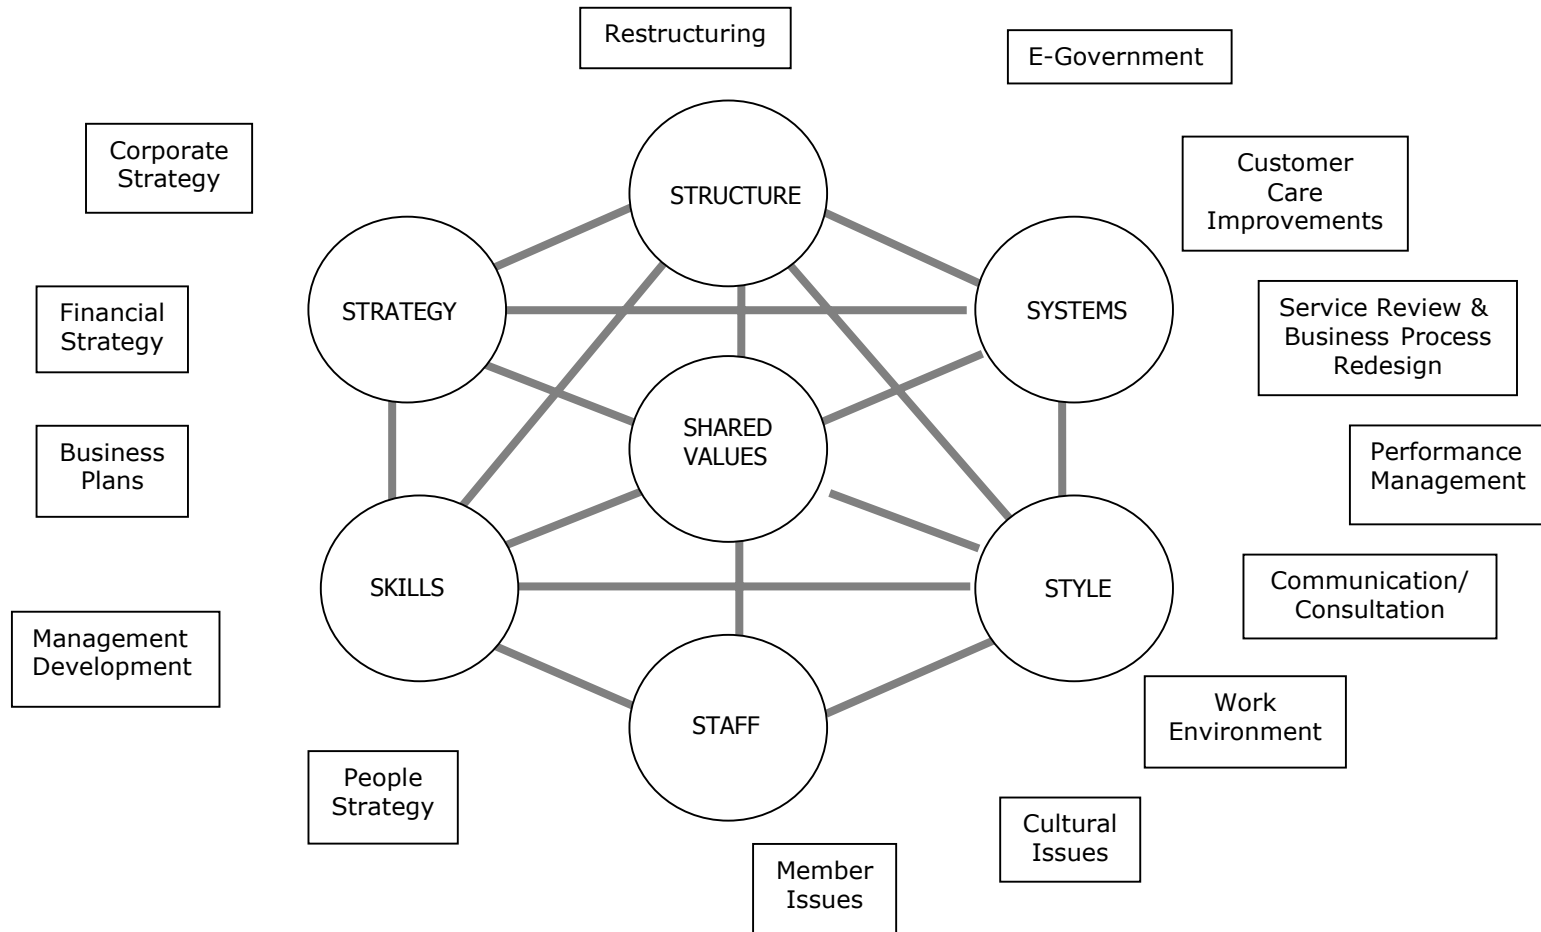 Restructuring
E-Government
Corporate
Strategy
Customer
Care
Improvements
STRUCTURE
Financial
Strategy
STRATEGY
SYSTEMS
Service Review &
Business Process
Redesign
Business
Plans
SHARED
VALUES
Performance
Management
SKILLS
STYLE
Communication/
Consultation
Management
Development
STAFF
Work
Environment
People
Strategy
Cultural
Issues
Member
Issues